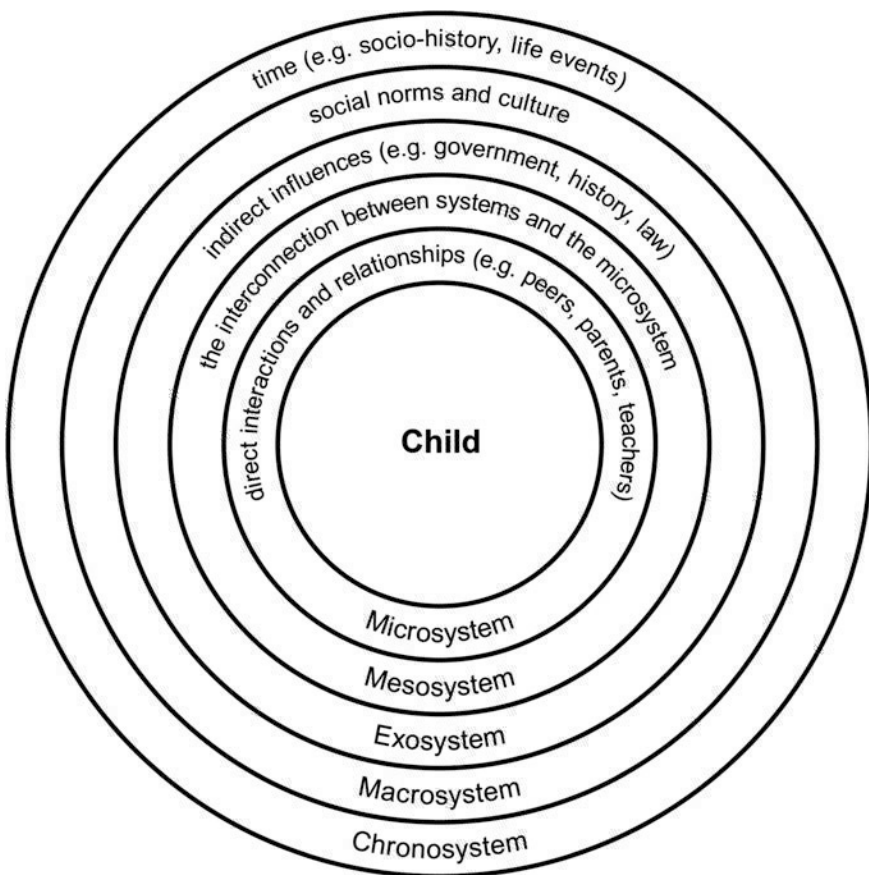 time (e.g. socio-history, life events)
social norms and culture
indirect influences (e.g. government, history, law)
the interconnection between systems and the microsystem
direct interactions and relationships (e.g. peers, parents, teachers)
Child
Microsystem
Mesosystem
Exosystem
Macrosystem
Chronosystem